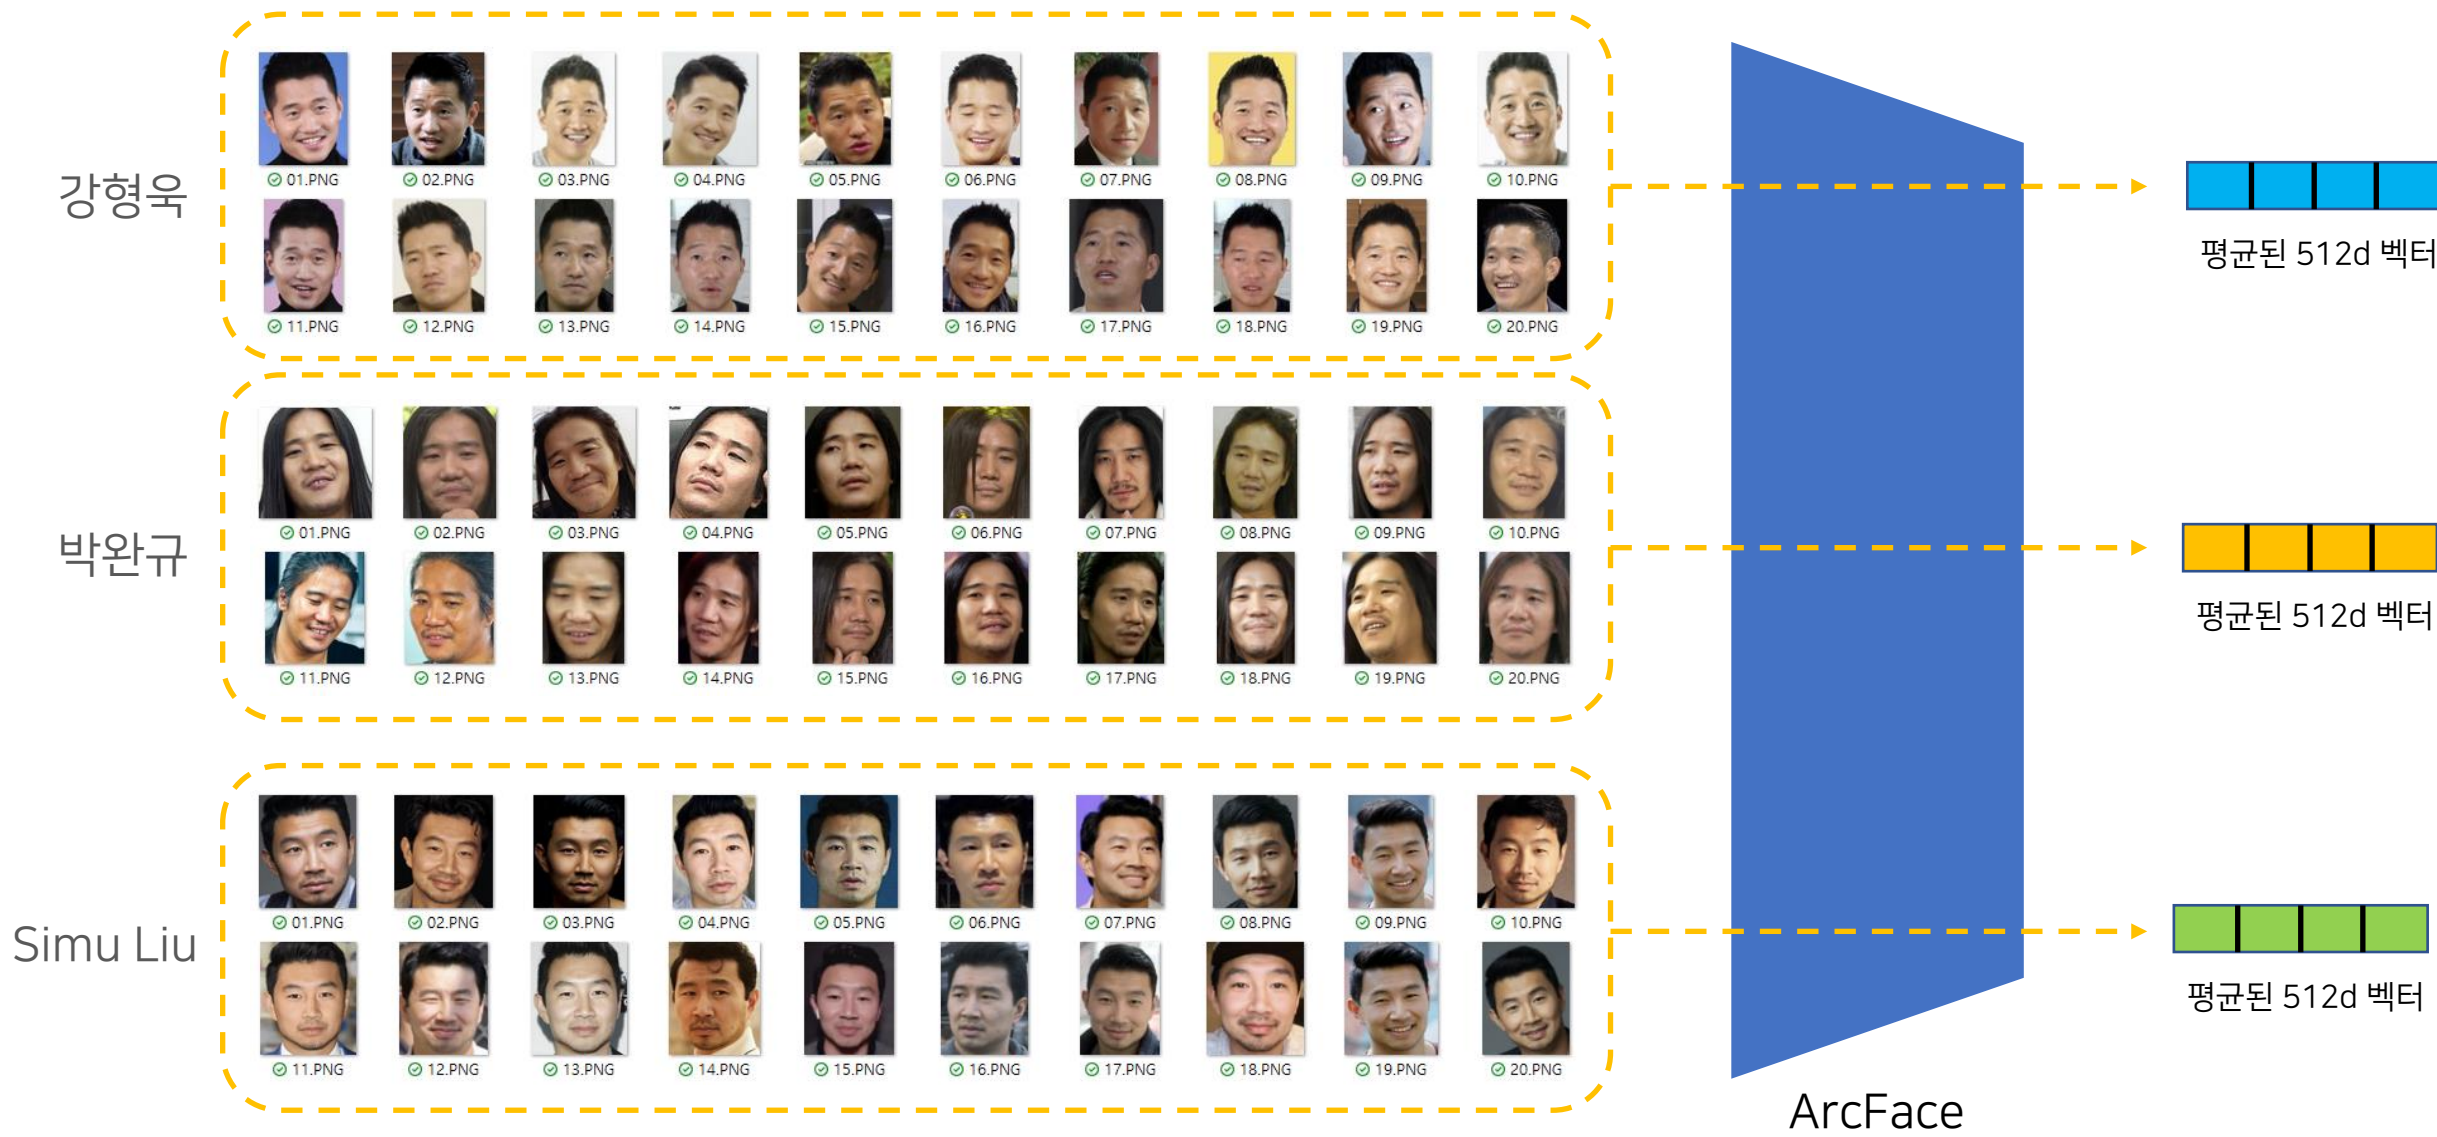 강형욱
01.PNG 02.PNG 03.PNG 04.PNG 05.PNG 06.PNG 07.PNG 08.PNG 09.PNG 10.PNG
11.PNG 12.PNG 13.PNG 14.PNG 15.PNG 16.PNG 17.PNG 18.PNG 19.PNG 20.PNG
평균된 512d 벡터
박완규
01.PNG 02.PNG 03.PNG 04.PNG 05.PNG 06.PNG 07.PNG 08.PNG 09.PNG 10.PNG
11.PNG 12.PNG 13.PNG 14.PNG 15.PNG 16.PNG 17.PNG 18.PNG 19.PNG 20.PNG
평균된 512d 벡터
Simu Liu
01.PNG 02.PNG 03.PNG 04.PNG 05.PNG 06.PNG 07.PNG 08.PNG 09.PNG 10.PNG
11.PNG 12.PNG 13.PNG 14.PNG 15.PNG 16.PNG 17.PNG 18.PNG 19.PNG 20.PNG
평균된 512d 벡터
ArcFace